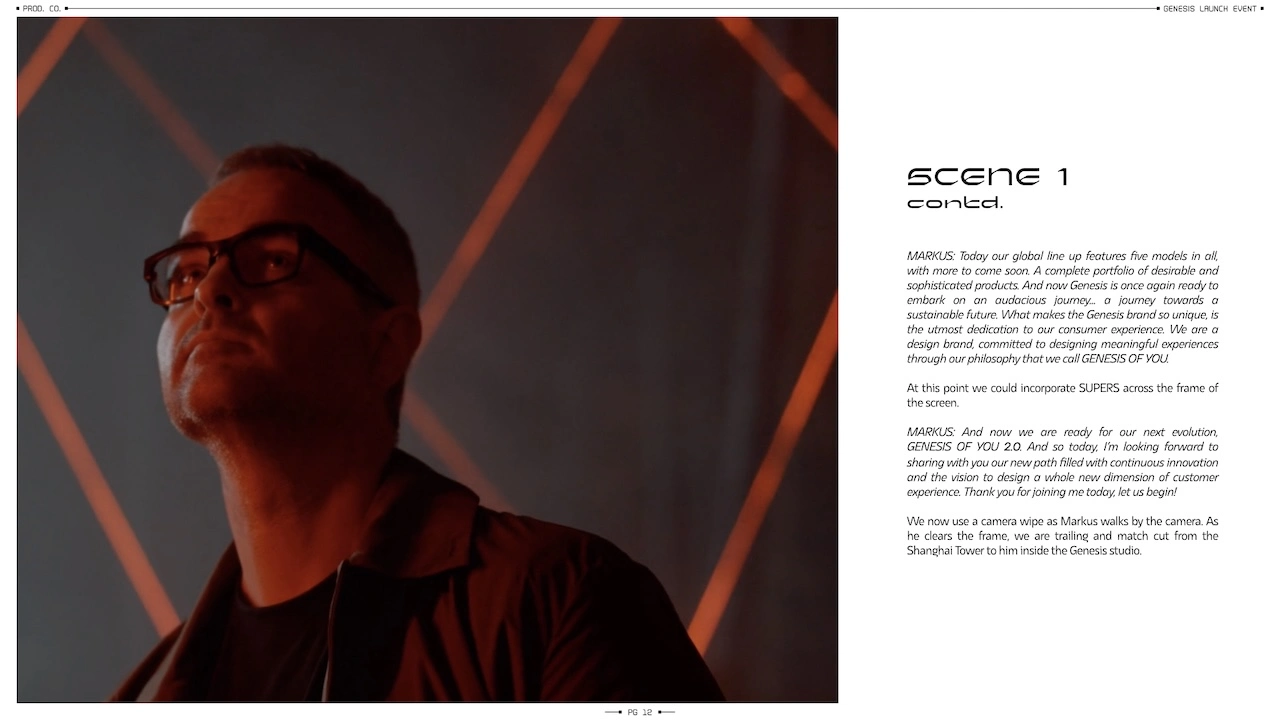 PROD. CO.
GENESIS LAUNCH EVENT
SCENE 1
contd.
MARKUS: Today our global line up features five models in all,
with more to come soon. A complete portfolio of desirable and
sophisticated products. And now Genesis is once again ready to
embark on an audacious journey... a journey towards a
sustainable future. What makes the Genesis brand so unique, is
the utmost dedication to our consumer experience. We are a
design brand, committed to designing meaningful experiences
through our philosophy that we call GENESIS OF YOU.
At this point we could incorporate SUPERS across the frame of
the screen.
MARKUS: And now we are ready for our next evolution,
GENESIS OF YOU 2.0. And so today, I'm looking forward to
sharing with you our new path filled with continuous innovation
and the vision to design a whole new dimension of customer
experience. Thank you for joining me today, let us begin!
We now use a camera wipe as Markus walks by the camera. As
he clears the frame, we are trailing and match cut from the
Shanghai Tower to him inside the Genesis studio.
PG 12